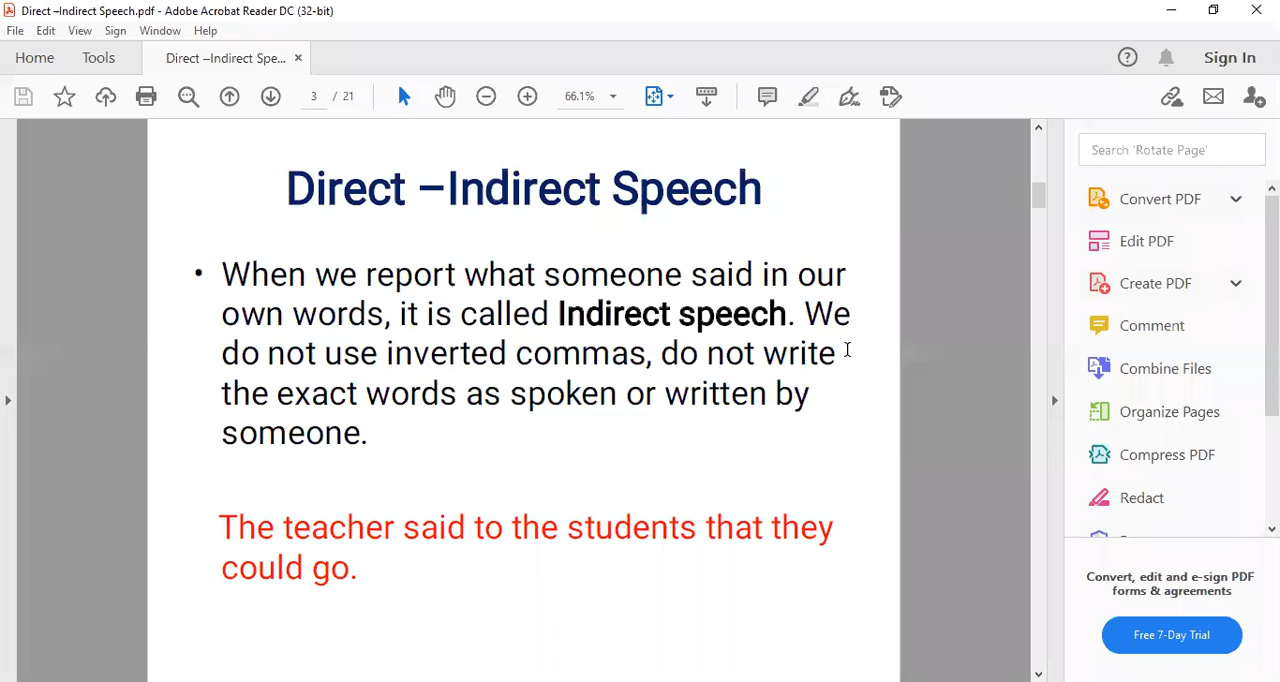 Direct –Indirect Speech.pdf - Adobe Acrobat Reader DC (32-bit)
File Edit View Sign Window Help
Home Tools Direct –Indirect Spe... × Sign In
3 / 21 66.1%
Direct –Indirect Speech
• When we report what someone said in our
own words, it is called Indirect speech. We
do not use inverted commas, do not write
the exact words as spoken or written by
someone.
The teacher said to the students that they
could go.
Search 'Rotate Page'
Convert PDF
Edit PDF
Create PDF
Comment
Combine Files
Organize Pages
Compress PDF
Redact
Convert, edit and e-sign PDF
forms & agreements
Free 7-Day Trial